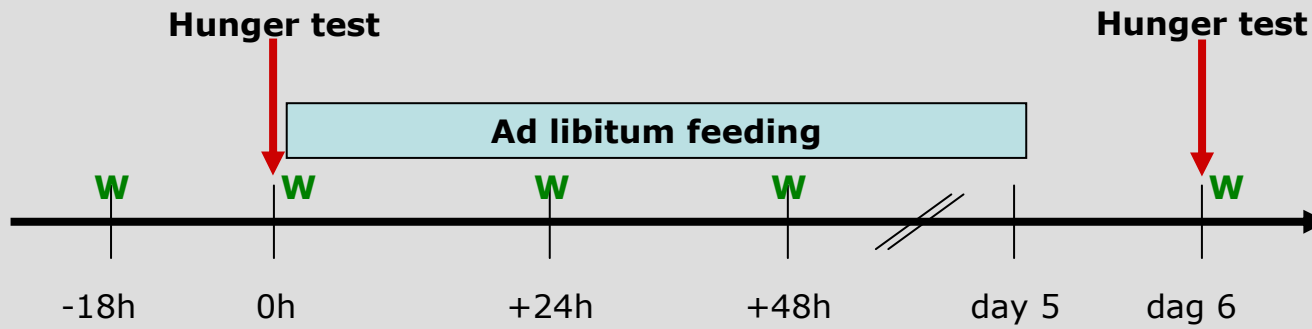 Hunger test Hunger test
Ad libitum feeding
W W W W W
-18h 0h +24h +48h day 5 dag 6